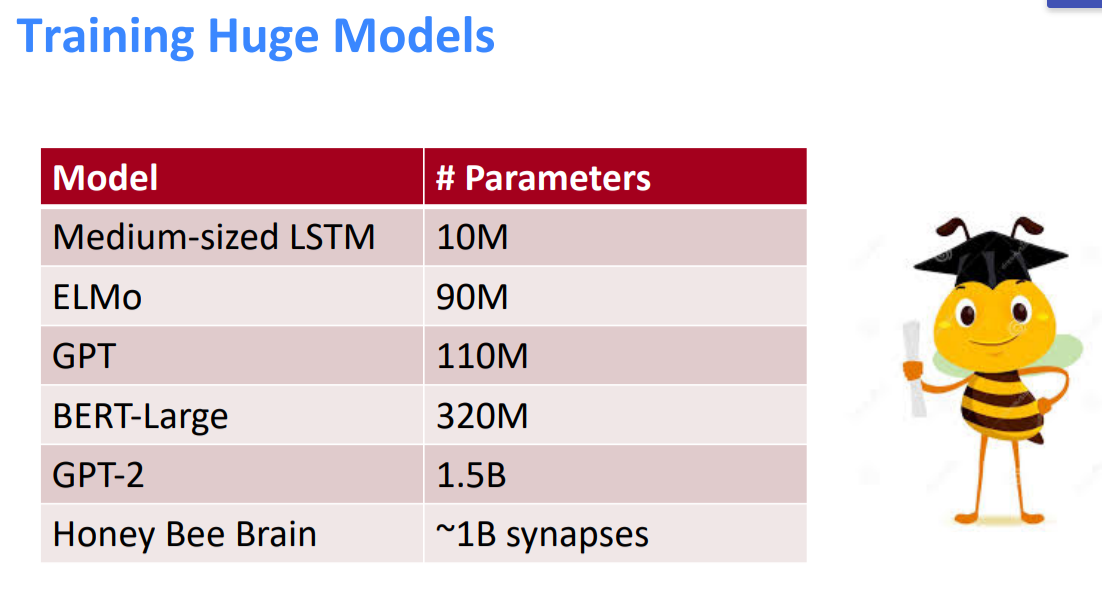 Training Huge Models
Model # Parameters
Medium-sized LSTM 10M
ELMo 90M
GPT 110M
BERT-Large 320M
GPT-2 1.5B
Honey Bee Brain ~1B synapses